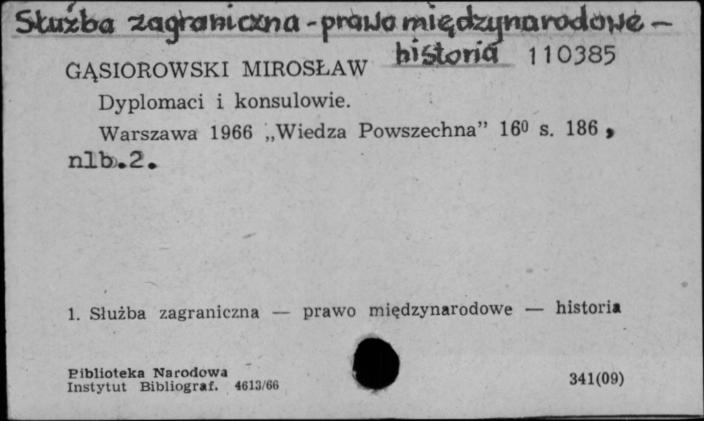 Służba zagraniczna - prawo międzynarodowe -
historia 110385
GĄSIOROWSKI MIROSŁAW
Dyplomaci i konsulowie.
Warszawa 1966 „Wiedza Powszechna” 16⁰ s. 186,
nlb.2.
1. Służba zagraniczna — prawo międzynarodowe — historia
Biblioteka Narodowa
Instytut Bibliograf. 4613/66
341(09)